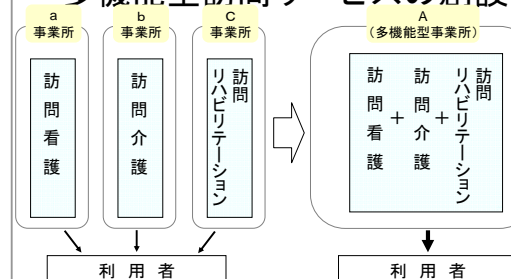 多機能型訪問サービスの創設
a
事業所
b
事業所
C
事業所
A
(多機能型事業所)
訪問看護
訪問介護
訪問
リハビリテーション
訪問看護
+
訪問介護
+
訪問
リハビリテーション
利用者
利用者